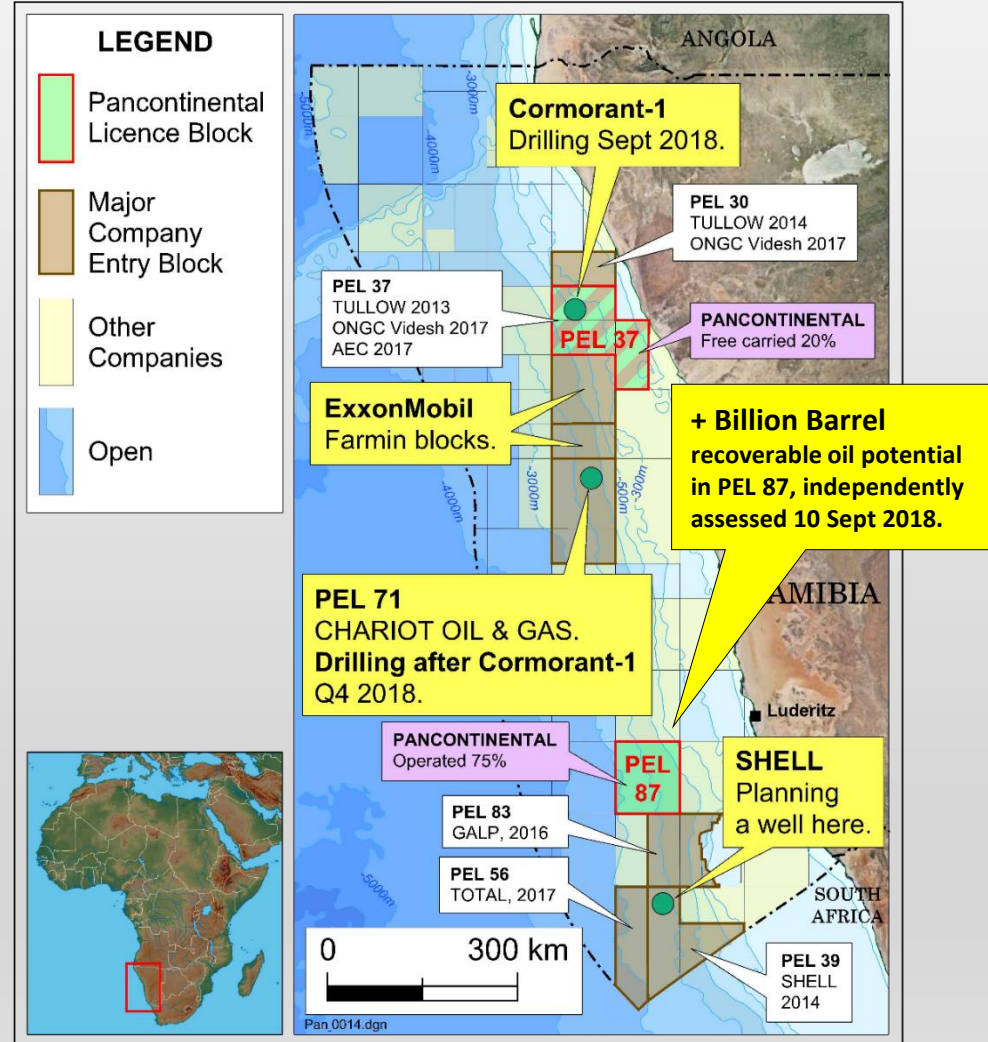 LEGEND
Pancontinental
Licence Block
Major
Company
Entry Block
Other
Companies
Open
ANGOLA
-5000m
-4000m
-3000m
Cormorant-1
Drilling Sept 2018.
PEL 30
TULLOW 2014
ONGC Videsh 2017
PEL 37
TULLOW 2013
ONGC Videsh 2017
AEC 2017
PEL 37
PANCONTINENTAL
Free carried 20%
ExxonMobil
Farmin blocks.
+ Billion Barrel
recoverable oil potential
in PEL 87, independently
assessed 10 Sept 2018.
-4000m
-3000m
-500m
-300m
PEL 71
CHARIOT OIL & GAS.
Drilling after Cormorant-1
Q4 2018.
AMIBIA
Luderitz
PANCONTINENTAL
Operated 75%
PEL
87
SHELL
Planning
a well here.
PEL 83
GALP, 2016
PEL 56
TOTAL, 2017
-5000m
SOUTH
AFRICA
0 300 km
PEL 39
SHELL
2014
Pan_0014.dgn